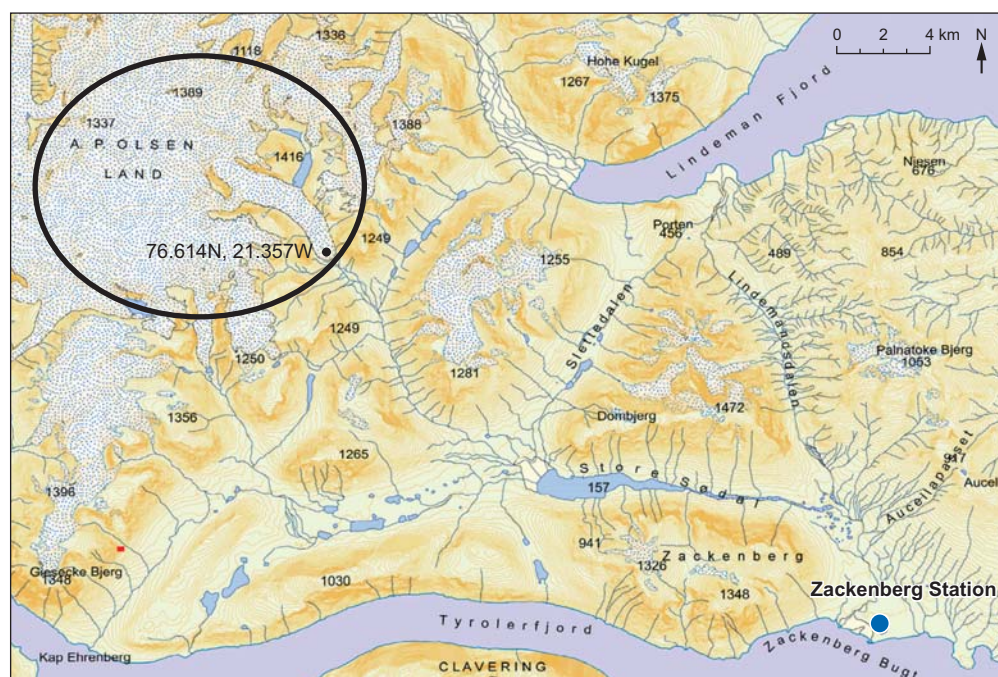 1336
1118
Hohe Kugel
0 2 4 km
N
1267
1389
1375
1337
1388
A. P. OLSEN
LAND
1416
Lindeman Fjord
Niesen
676
Porten
456
76.614N, 21.357W
1249
1255
489
854
Slettedalen
Lindemandsdalen
1249
1250
1281
Palnatoke Bjerg
1053
1356
Dombjerg
1472
1265
917
1396
157
Store Sødal
Aucellapasset
Aucel
941
Zackenberg
1326
Giesecke Bjerg
1348
1030
1348
Zackenberg Station
Tyrolerfjord
Zackenberg Bugt
Kap Ehrenberg
CLAVERING